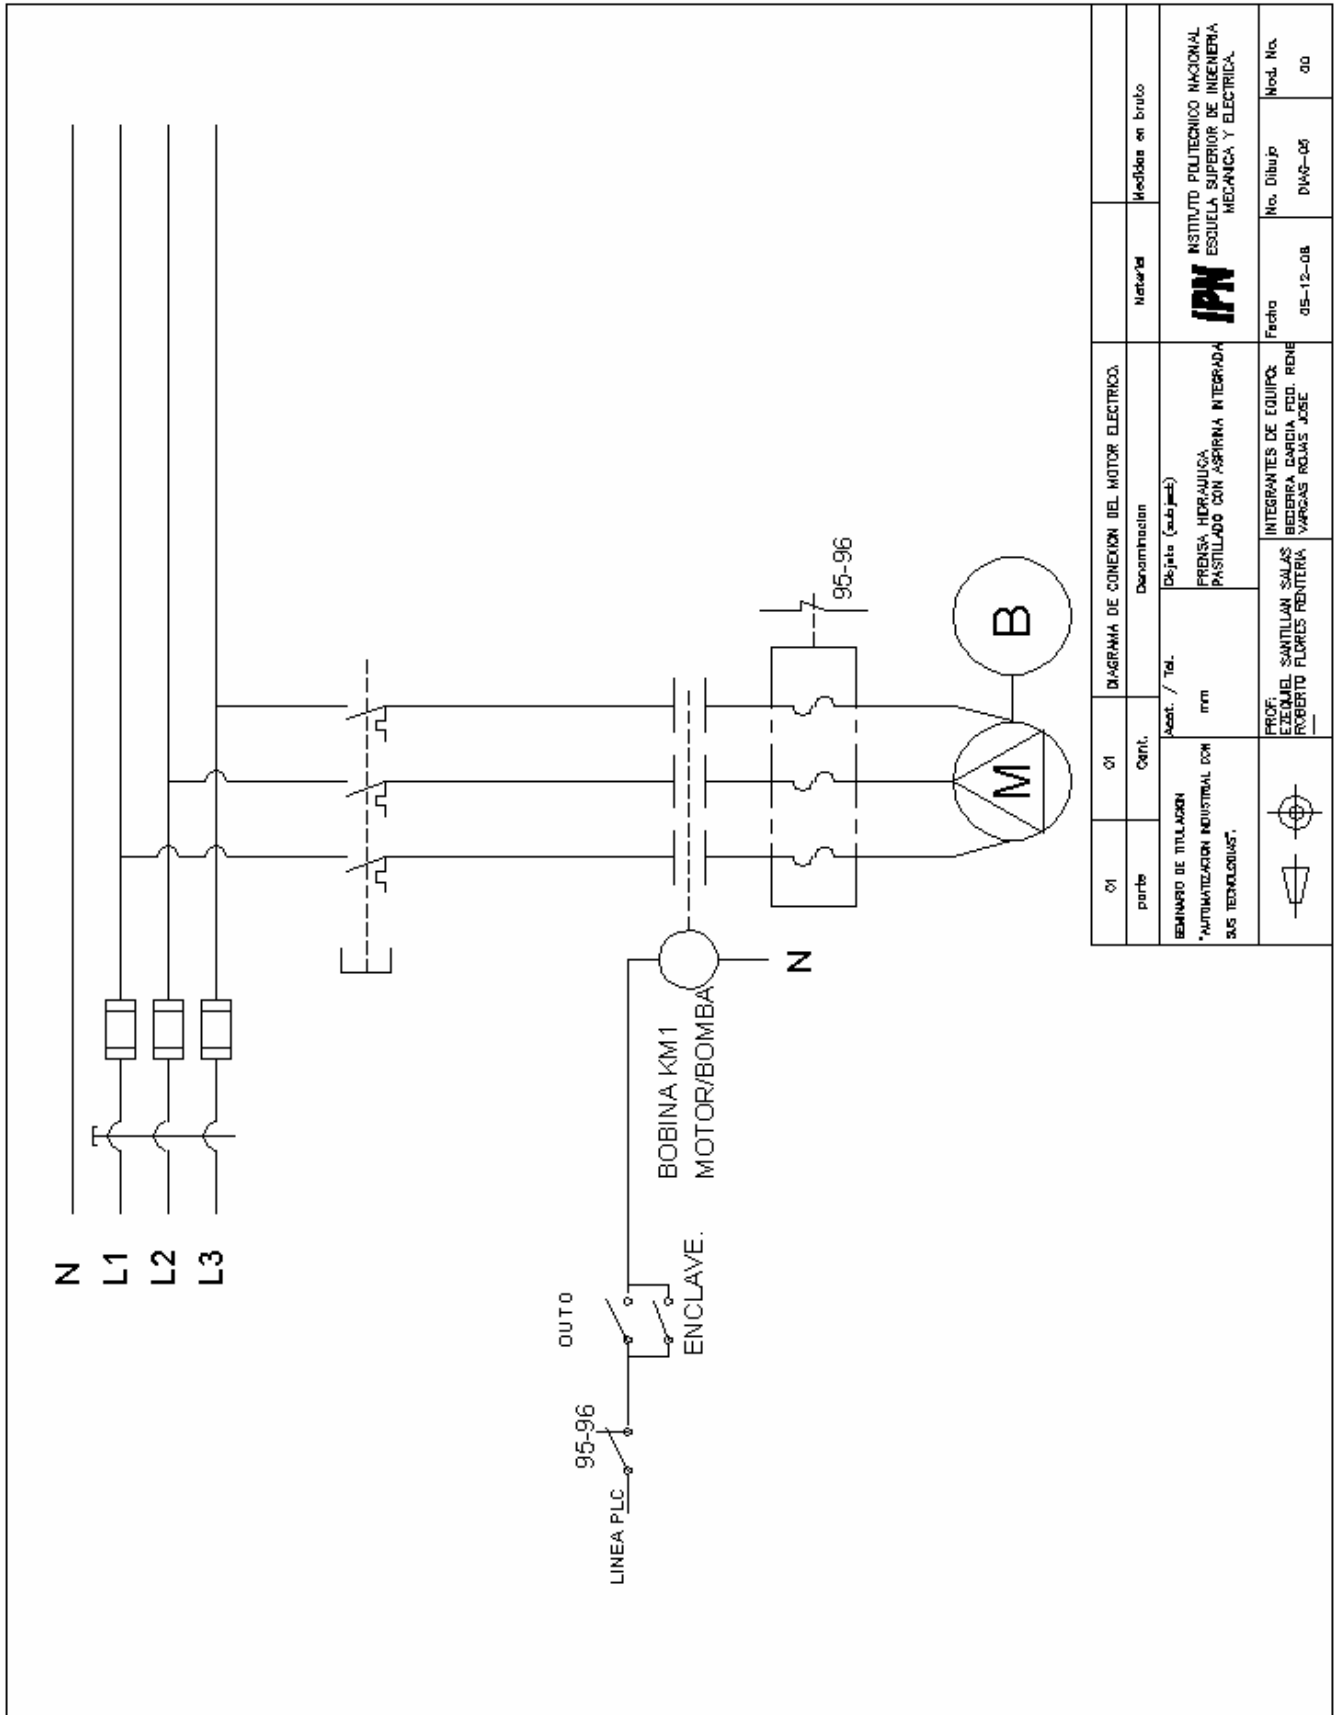 N
L1
L2
L3
95-96
B
M
N
BOBINA KM1
MOTOR/BOMBA
OUT0
ENCLAVE.
95-96
LINEA PLC
01
01
DIAGRAMA DE CONEXION DEL MOTOR ELECTRICO.
parte
Cant.
Denominacion
Material
Medidas en bruto
SEMINARIO DE TITULACION
"AUTOMATIZACION INDUSTRIAL CON
SUS TECNOLOGIAS".
Acot. / Tol.
mm
Objeto (subject)
PRENSA HIDRAULICA
PASTILLADO CON ASPIRINA INTEGRADA
IPN
INSTITUTO POLITECNICO NACIONAL
ESCUELA SUPERIOR DE INGENIERIA
MECANICA Y ELECTRICA.
PROF:
EZEQUIEL SANTILLAN SALAS
ROBERTO FLORES RENTERIA
INTEGRANTES DE EQUIPO:
BECERRA GARCIA FCO. RENE
VARGAS ROJAS JOSE
Fecha
05-12-08
No. Dibujo
DIAG-05
Mod. No.
00